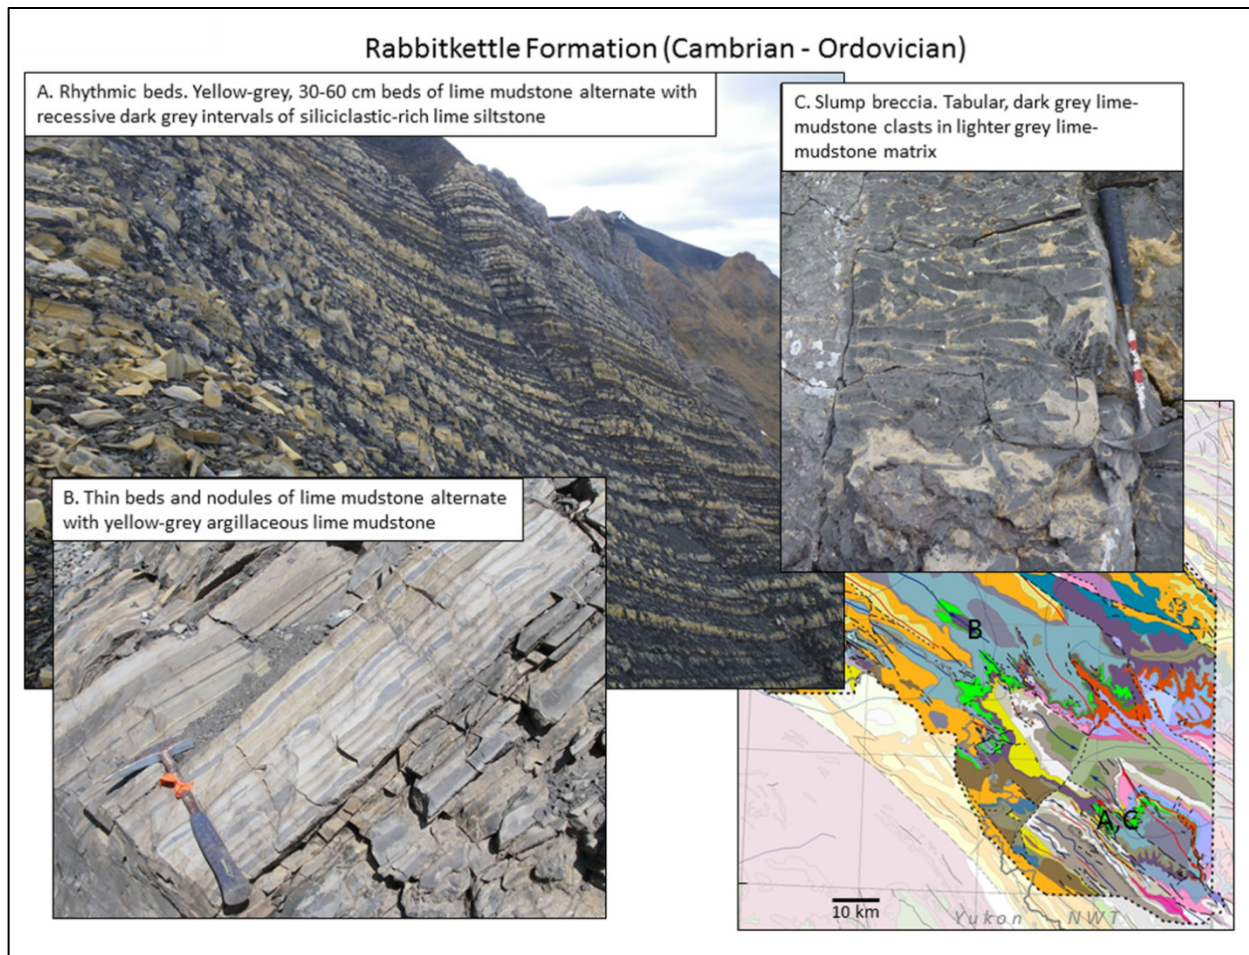 Rabbitkettle Formation (Cambrian - Ordovician)
A. Rhythmic beds. Yellow-grey, 30-60 cm beds of lime mudstone alternate with
recessive dark grey intervals of siliciclastic-rich lime siltstone
C. Slump breccia. Tabular, dark grey lime-
mudstone clasts in lighter grey lime-
mudstone matrix
B. Thin beds and nodules of lime mudstone alternate
with yellow-grey argillaceous lime mudstone
B
A,C
10 km
Yukon NWT